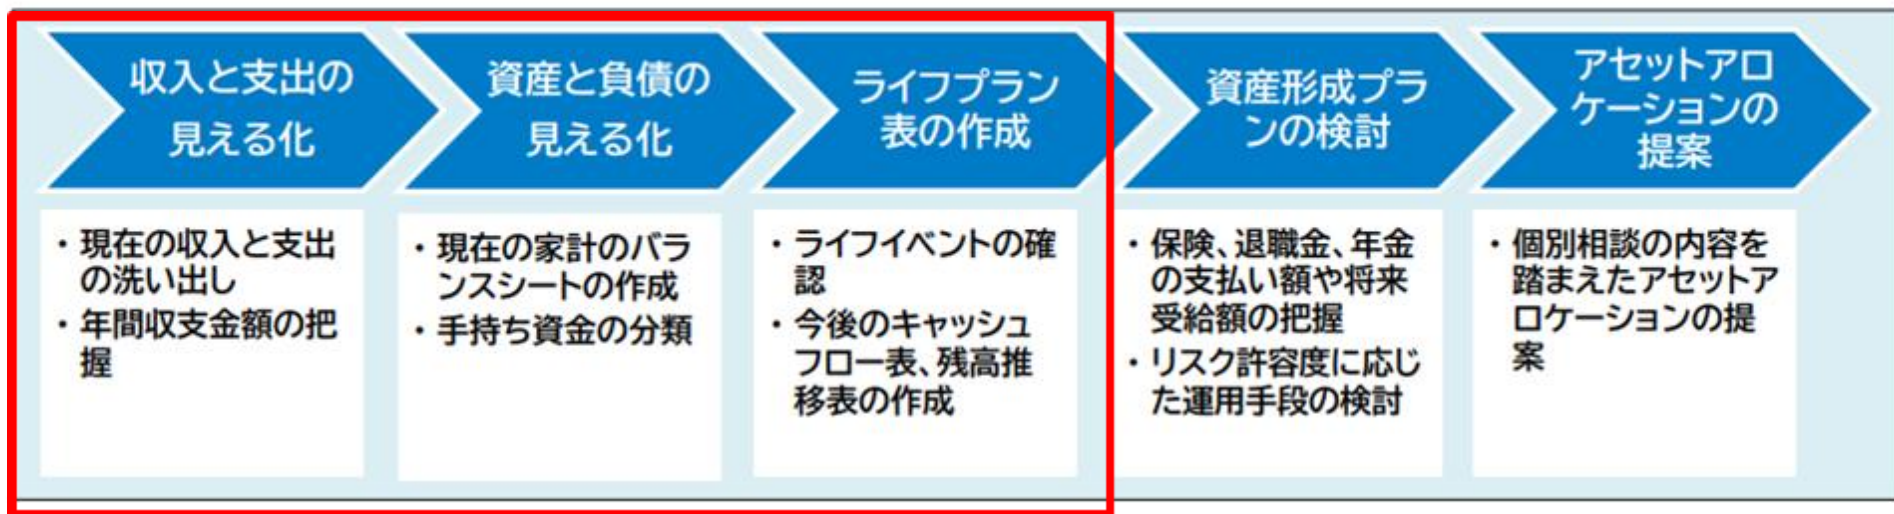 収入と支出の
見える化
資産と負債の
見える化
ライフプラン
表の作成
資産形成プラ
ンの検討
アセットアロ
ケーションの
提案
・現在の収入と支出
の洗い出し
・年間収支金額の把
握
・現在の家計のバラ
ンスシートの作成
・手持ち資金の分類
・ライフイベントの確
認
・今後のキャッシュ
フロー表、残高推
移表の作成
・保険、退職金、年金
の支払い額や将来
受給額の把握
・リスク許容度に応じ
た運用手段の検討
・個別相談の内容を
踏まえたアセットア
ロケーションの提
案